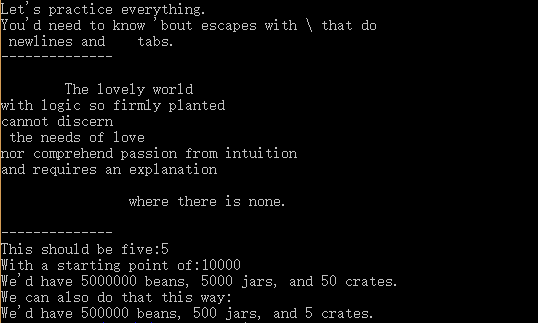 Let's practice everything.
You'd need to know 'bout escapes with \ that do
 newlines and    tabs.
--------------
        The lovely world
with logic so firmly planted
cannot discern
 the needs of love
nor comprehend passion from intuition
and requires an explanation
                where there is none.
--------------
This should be five:5
With a starting point of:10000
We'd have 5000000 beans, 5000 jars, and 50 crates.
We can also do that this way:
We'd have 500000 beans, 500 jars, and 5 crates.